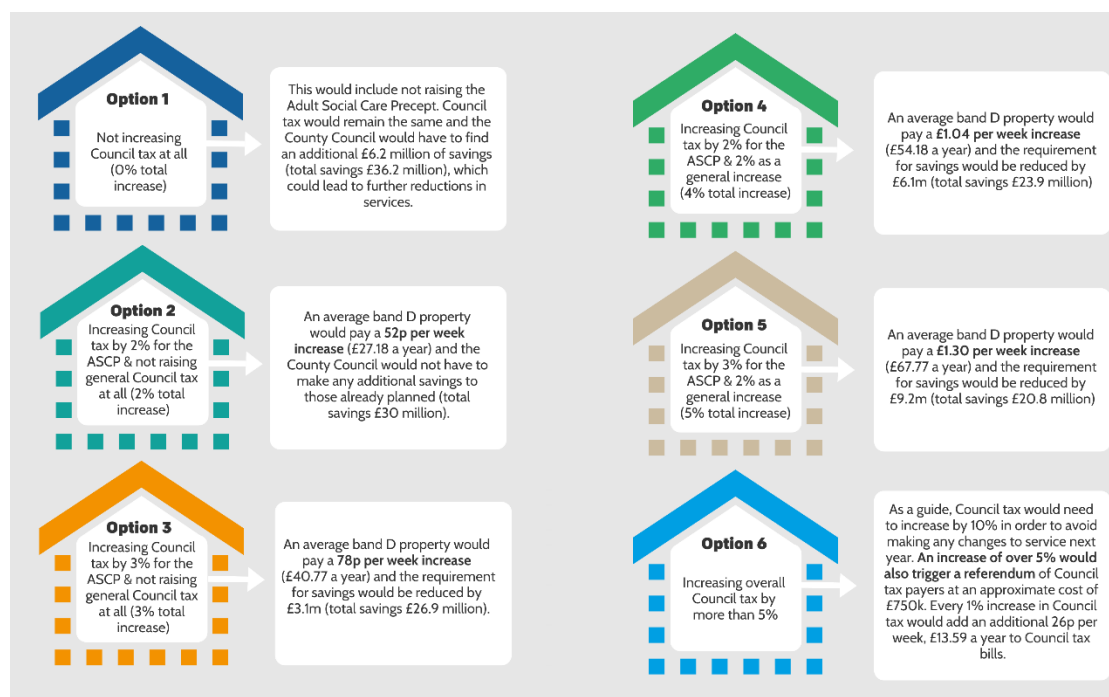 Option 1
Not increasing
Council tax at all
(0% total
increase)
This would include not raising the
Adult Social Care Precept. Council
tax would remain the same and the
County Council would have to find
an additional £6.2 million of savings
(total savings £36.2 million), which
could lead to further reductions in
services.
Option 2
Increasing Council
tax by 2% for the
ASCP & not raising
general Council tax
at all (2% total
increase)
An average band D property
would pay a 52p per week
increase (£27.18 a year) and the
County Council would not have to
make any additional savings to
those already planned (total
savings £30 million).
Option 3
Increasing Council
tax by 3% for the
ASCP & not raising
general Council tax
at all (3% total
increase)
An average band D property would
pay a 78p per week increase
(£40.77 a year) and the requirement
for savings would be reduced by
£3.1m (total savings £26.9 million).
Option 4
Increasing Council
tax by 2% for the
ASCP & 2% as a
general increase
(4% total increase)
An average band D property would
pay a £1.04 per week increase
(£54.18 a year) and the requirement
for savings would be reduced by
£6.1m (total savings £23.9 million)
Option 5
Increasing Council
tax by 3% for the
ASCP & 2% as a
general increase
(5% total increase)
An average band D property would
pay a £1.30 per week increase
(£67.77 a year) and the requirement
for savings would be reduced by
£9.2m (total savings £20.8 million)
Option 6
Increasing overall
Council tax by
more than 5%
As a guide, Council tax would need
to increase by 10% in order to avoid
making any changes to service next
year. An increase of over 5% would
also trigger a referendum of Council
tax payers at an approximate cost of
£750k. Every 1% increase in Council
tax would add an additional 26p per
week, £13.59 a year to Council tax
bills.